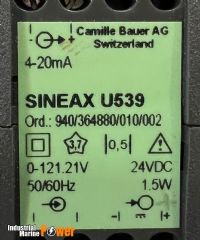 Camille Bauer AG
Switzerland
4-20mA
SINEAX U539
Ord.: 940/364880/010/002
3.7 0,5
0-121.21V 24VDC
50/60Hz 1.5W
Industrial
Marine Power